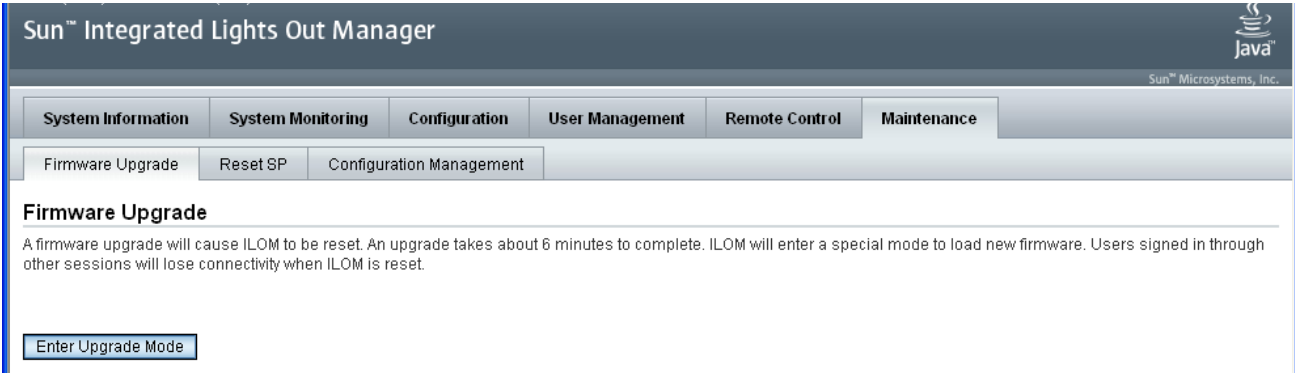 Sun™ Integrated Lights Out Manager
Java™
Sun™ Microsystems, Inc.
System Information System Monitoring Configuration User Management Remote Control Maintenance
Firmware Upgrade Reset SP Configuration Management
Firmware Upgrade
A firmware upgrade will cause ILOM to be reset. An upgrade takes about 6 minutes to complete. ILOM will enter a special mode to load new firmware. Users signed in through
other sessions will lose connectivity when ILOM is reset.
Enter Upgrade Mode